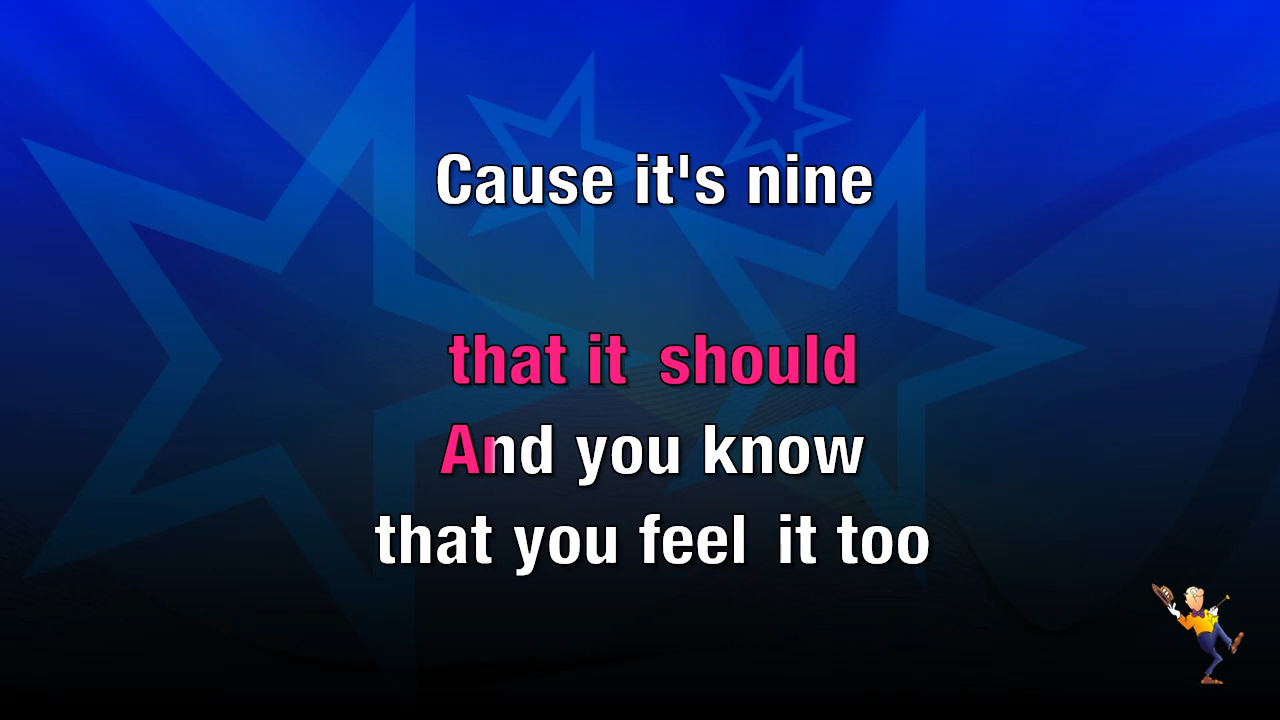 Cause it's nine
that it should
And you know
that you feel it too